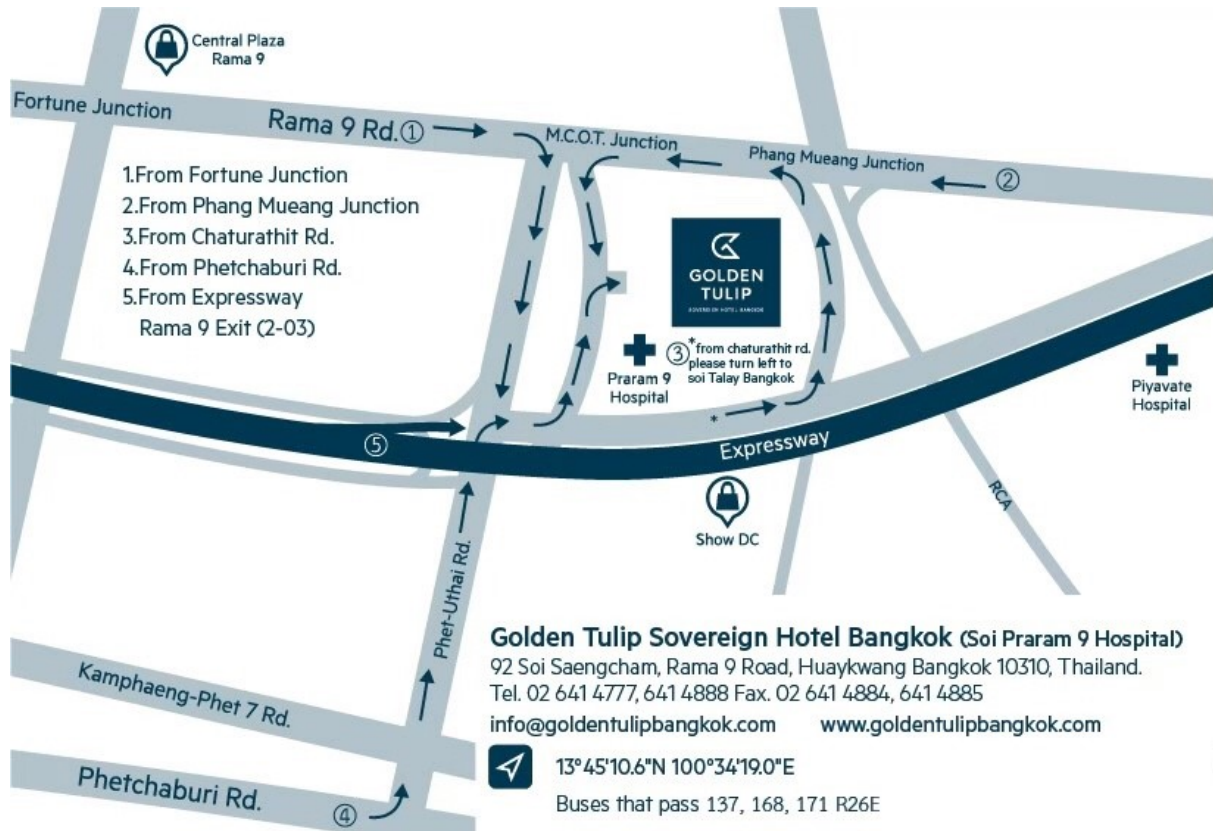 Central Plaza
Rama 9
Fortune Junction
Rama 9 Rd.①
M.C.O.T. Junction
Phang Mueang Junction
②
1.From Fortune Junction
2.From Phang Mueang Junction
3.From Chaturathit Rd.
4.From Phetchaburi Rd.
5.From Expressway
Rama 9 Exit (2-03)
GOLDEN
TULIP
SOVEREIGN HOTEL BANGKOK
Praram 9
Hospital
③
*from chaturathit rd.
please turn left to
soi Talay Bangkok
*
Piyavate
Hospital
⑤
Expressway
Show DC
RCA
Phet-Uthai Rd.
Kamphaeng-Phet 7 Rd.
Phetchaburi Rd.
④
Golden Tulip Sovereign Hotel Bangkok (Soi Praram 9 Hospital)
92 Soi Saengcham, Rama 9 Road, Huaykwang Bangkok 10310, Thailand.
Tel. 02 641 4777, 641 4888 Fax. 02 641 4884, 641 4885
info@goldentulipbangkok.com www.goldentulipbangkok.com
13°45'10.6"N 100°34'19.0"E
Buses that pass 137, 168, 171 R26E